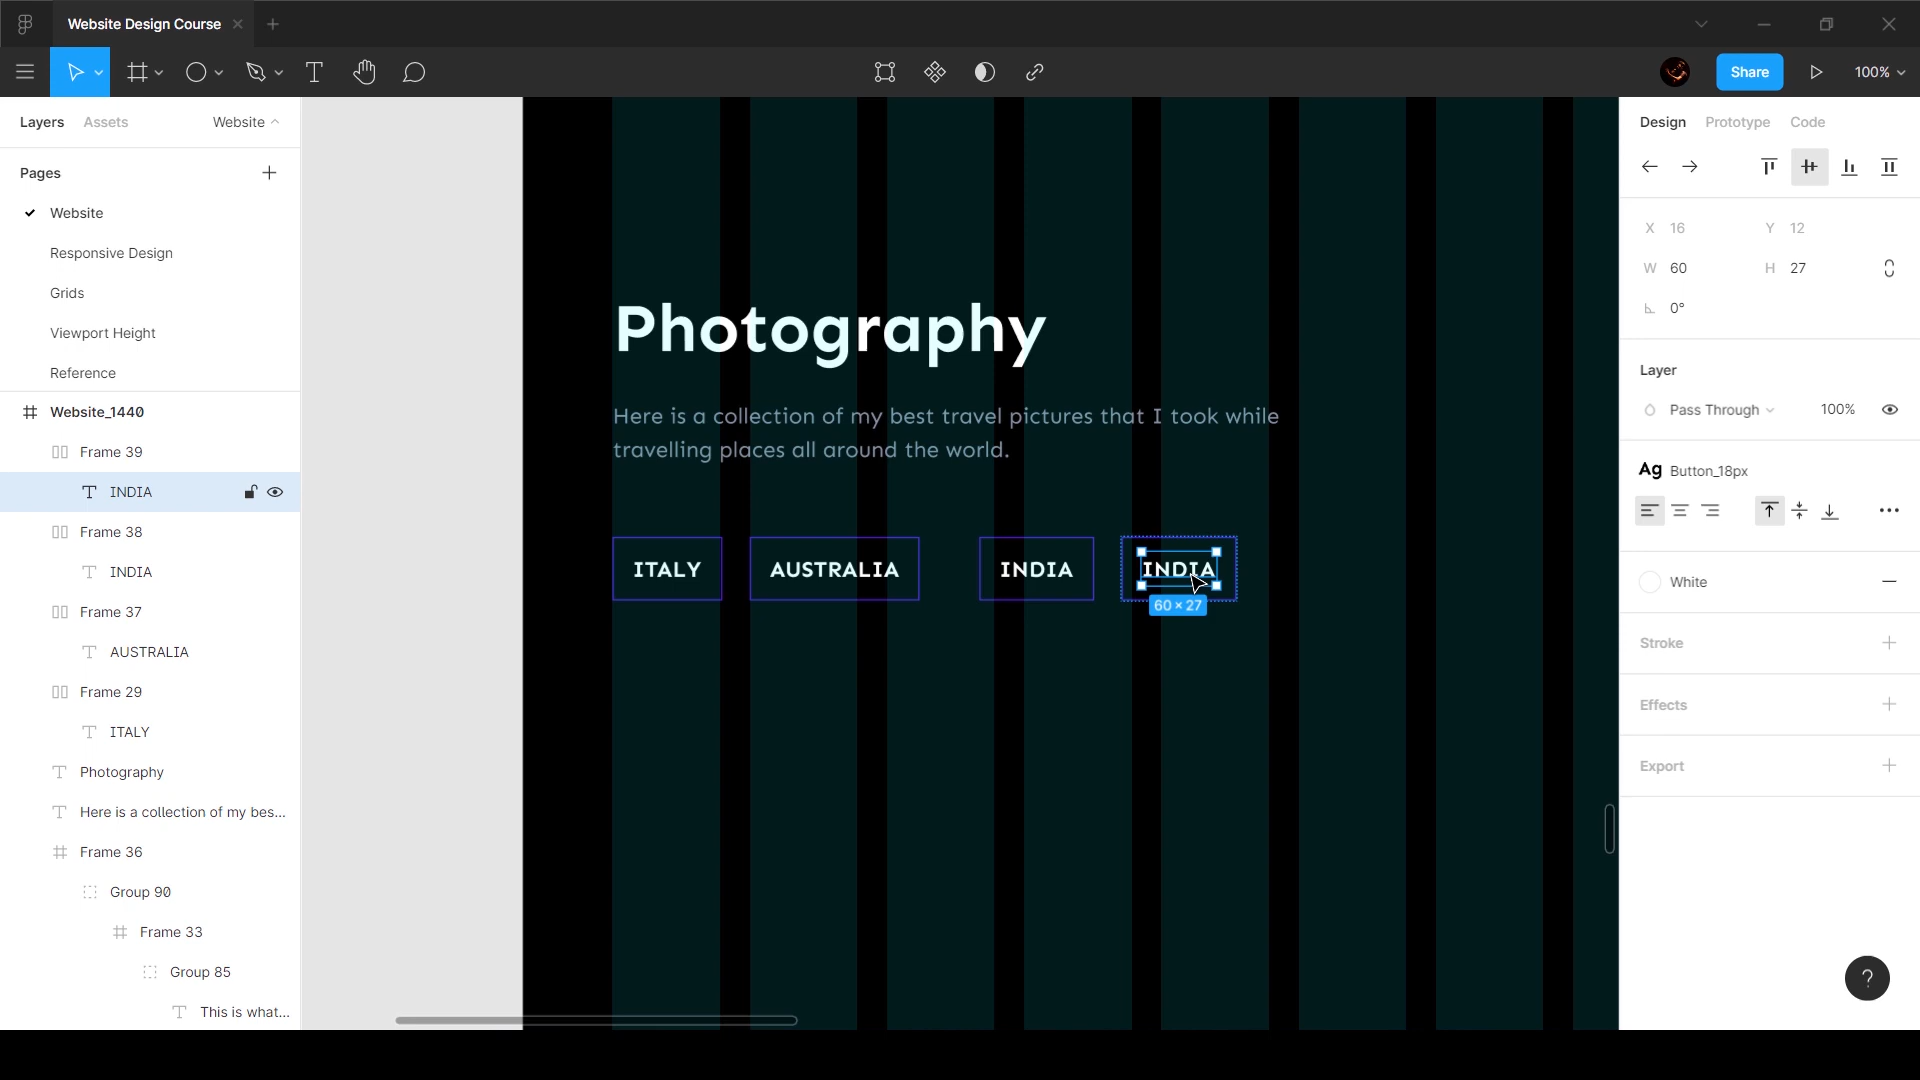 Website Design Course
Share
100%
Layers
Assets
Website
Pages
Website
Responsive Design
Grids
Viewport Height
Reference
Website_1440
Frame 39
INDIA
Frame 38
INDIA
Frame 37
AUSTRALIA
Frame 29
ITALY
Photography
Here is a collection of my bes...
Frame 36
Group 90
Frame 33
Group 85
This is what...
Photography
Here is a collection of my best travel pictures that I took while
travelling places all around the world.
ITALY
AUSTRALIA
INDIA
INDIA
60 × 27
Design
Prototype
Code
X 16
Y 12
W 60
H 27
0°
Layer
Pass Through
100%
Ag Button_18px
White
Stroke
Effects
Export
?